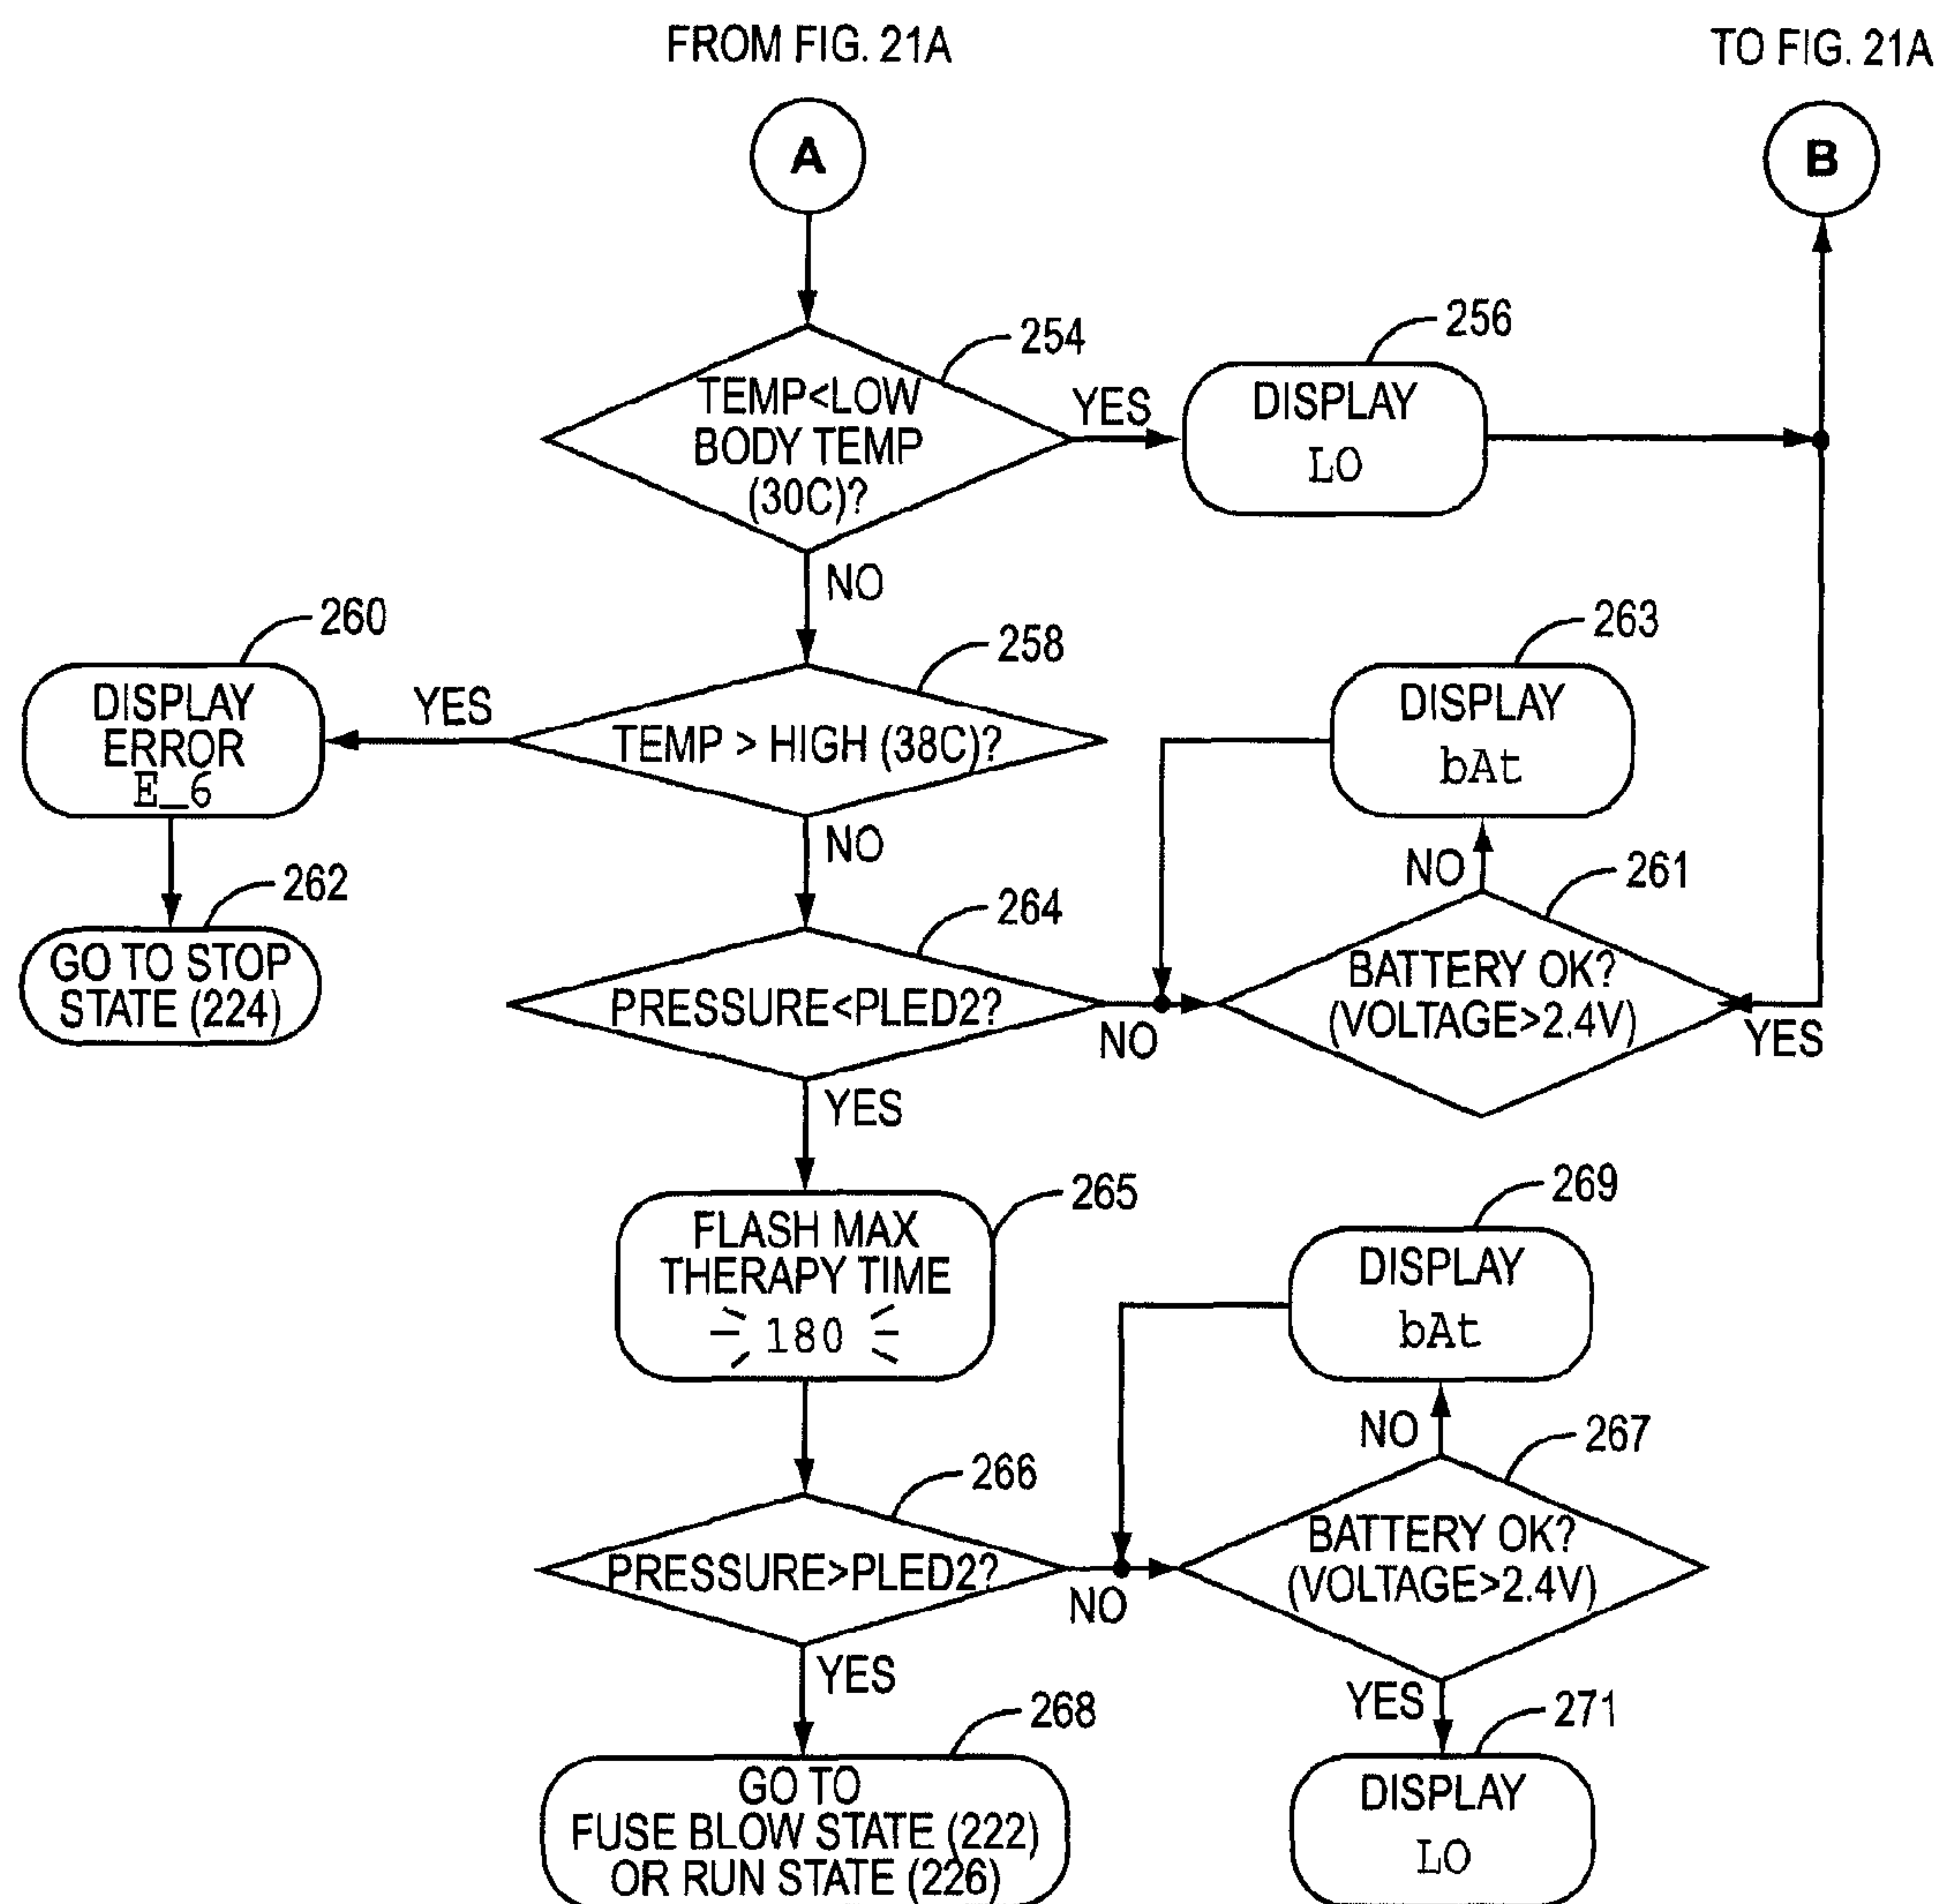 FROM FIG. 21A
TO FIG. 21A
A
B
254
TEMP<LOW
BODY TEMP
(30C)?
YES
256
DISPLAY
LO
NO
260
DISPLAY
ERROR
E_6
YES
258
TEMP > HIGH (38C)?
NO
263
DISPLAY
bAt
262
GO TO STOP
STATE (224)
264
PRESSURE<PLED2?
NO
NO
261
BATTERY OK?
(VOLTAGE>2.4V)
YES
YES
265
FLASH MAX
THERAPY TIME
180
269
DISPLAY
bAt
266
PRESSURE>PLED2?
NO
NO
267
BATTERY OK?
(VOLTAGE>2.4V)
YES
YES
268
GO TO
FUSE BLOW STATE (222)
OR RUN STATE (226)
271
DISPLAY
LO